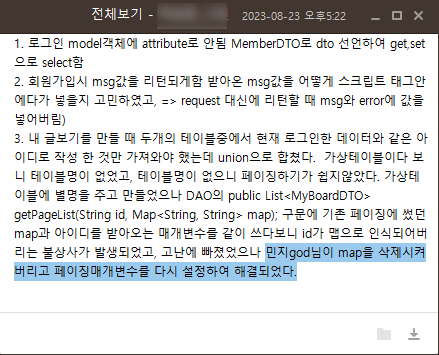 전체보기 -
2023-08-23 오후5:22
1. 로그인 model객체에 attribute로 안됨 MemberDTO로 dto 선언하여 get,set
으로 select함
2. 회원가입시 msg값을 리턴되게함 받아온 msg값을 어떻게 스크립트 태그안
에다가 넣을지 고민하였고, => request 대신에 리턴할 때 msg와 error에 값을
넣어버림)
3. 내 글보기를 만들 때 두개의 테이블중에서 현재 로그인한 데이터와 같은 아
이디로 작성 한 것만 가져와야 했는데 union으로 합쳤다.  가상테이블이다 보
니 테이블명이 없었고, 테이블명이 없으니 페이징하기가 쉽지않았다. 가상테
이블에 별명을 주고 만들었으나 DAO의 public List<MyBoardDTO>
getPageList(String id, Map<String, String> map); 구문에 기존 페이징에 썼던
map과 아이디를 받아오는 매개변수를 같이 쓰다보니 id가 맵으로 인식되어버
리는 불상사가 발생되었고, 고난에 빠졌었으나 민지god님이 map을 삭제시켜
버리고 페이징매개변수를 다시 설정하여 해결되었다.